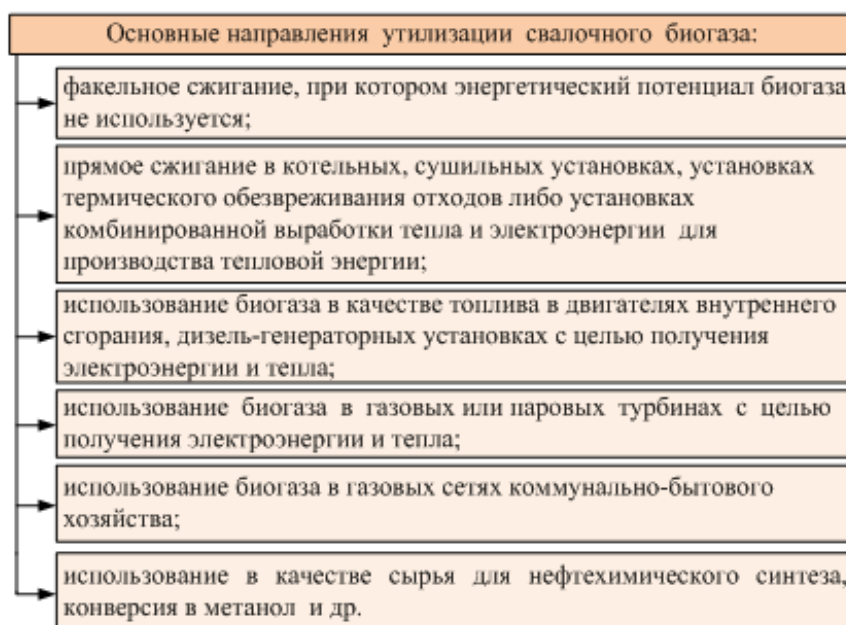 Основные направления утилизации свалочного биогаза:
факельное сжигание, при котором энергетический потенциал биогаза
не используется;
прямое сжигание в котельных, сушильных установках, установках
термического обезвреживания отходов либо установках
комбинированной выработки тепла и электроэнергии для
производства тепловой энергии;
использование биогаза в качестве топлива в двигателях внутреннего
сгорания, дизель-генераторных установках с целью получения
электроэнергии и тепла;
использование биогаза в газовых или паровых турбинах с целью
получения электроэнергии и тепла;
использование биогаза в газовых сетях коммунально-бытового
хозяйства;
использование в качестве сырья для нефтехимического синтеза,
конверсия в метанол и др.